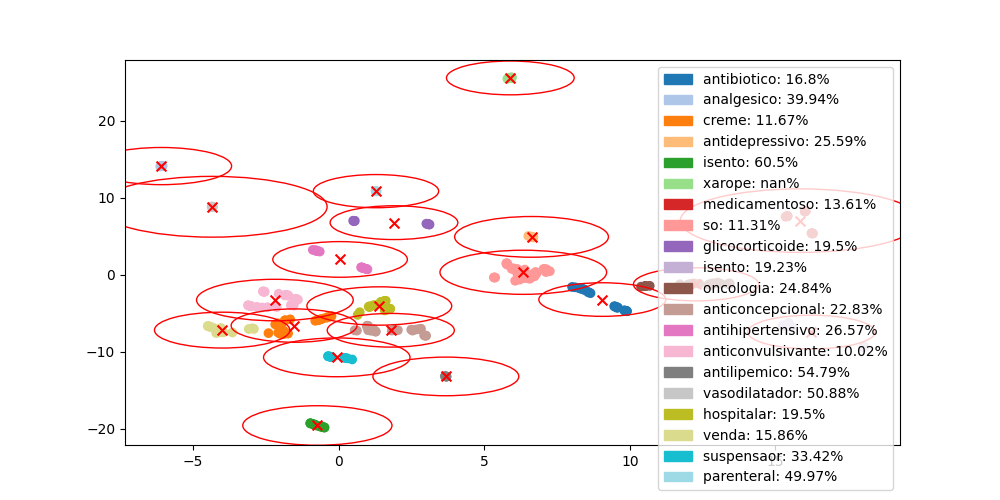 20
10
0
−10
−20
−5
0
5
10
15
antibiotico: 16.8%
analgesico: 39.94%
creme: 11.67%
antidepressivo: 25.59%
isento: 60.5%
xarope: nan%
medicamentoso: 13.61%
so: 11.31%
glicocorticoide: 19.5%
isento: 19.23%
oncologia: 24.84%
anticoncepcional: 22.83%
antihipertensivo: 26.57%
anticonvulsivante: 10.02%
antilipemico: 54.79%
vasodilatador: 50.88%
hospitalar: 19.5%
venda: 15.86%
suspensaor: 33.42%
parenteral: 49.97%